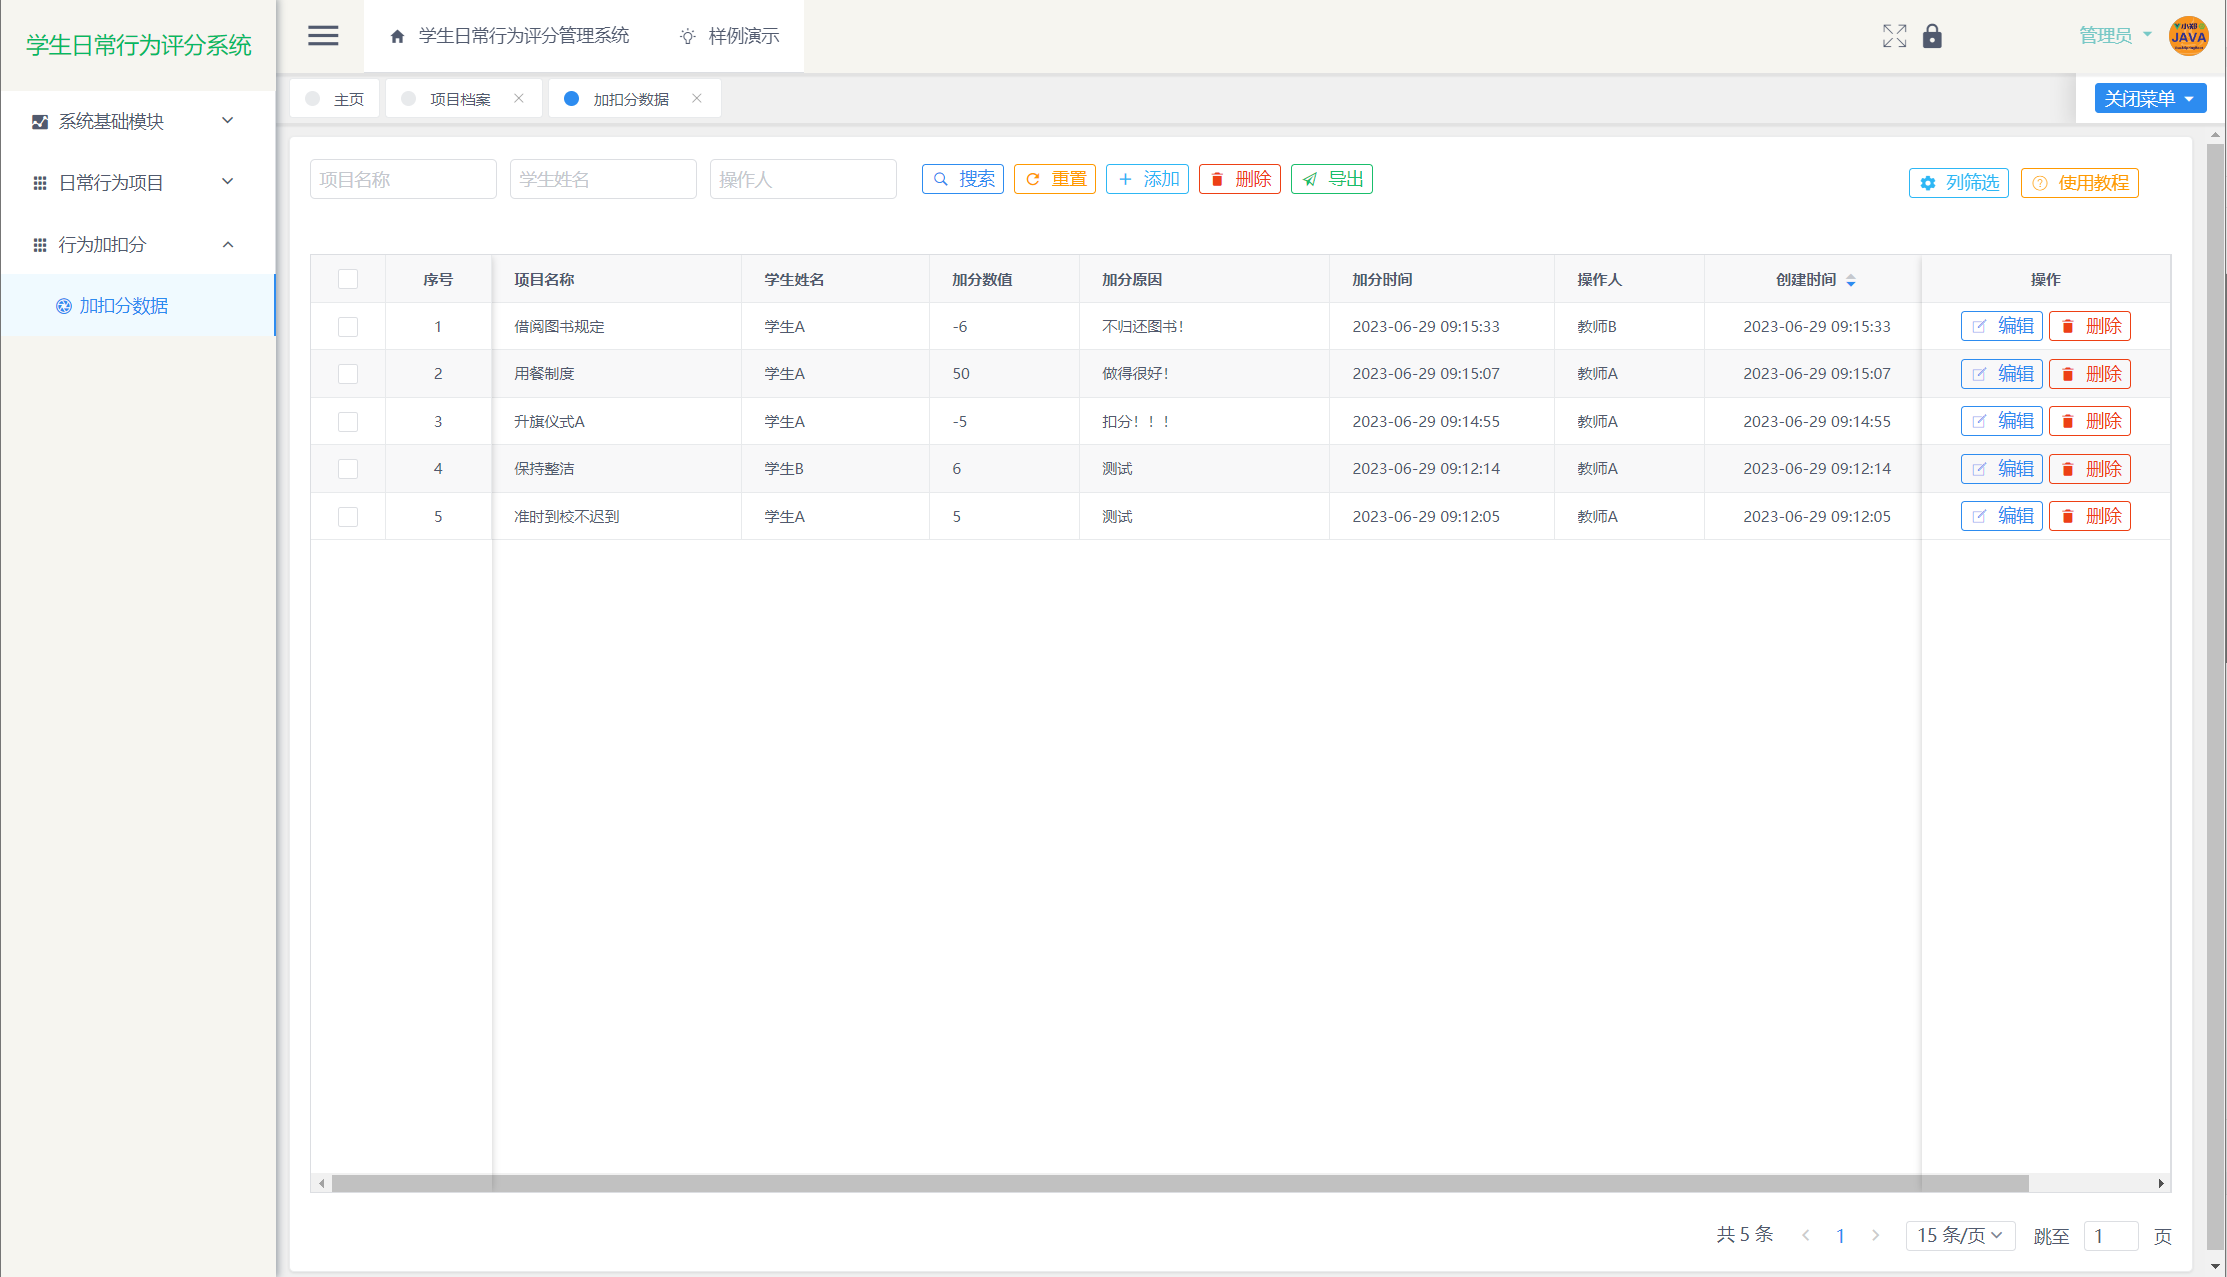 学生日常行为评分系统
学生日常行为评分管理系统 样例演示
管理员
小郑
JAVA
主页 项目档案 加扣分数据
关闭菜单
系统基础模块
日常行为项目
行为加扣分
加扣分数据
项目名称 学生姓名 操作人 搜索 重置 添加 删除 导出 列筛选 使用教程
序号 项目名称 学生姓名 加分数值 加分原因 加分时间 操作人 创建时间 操作
1 借阅图书规定 学生A -6 不归还图书！ 2023-06-29 09:15:33 教师B 2023-06-29 09:15:33 编辑 删除
2 用餐制度 学生A 50 做得很好！ 2023-06-29 09:15:07 教师A 2023-06-29 09:15:07 编辑 删除
3 升旗仪式A 学生A -5 扣分！！！ 2023-06-29 09:14:55 教师A 2023-06-29 09:14:55 编辑 删除
4 保持整洁 学生B 6 测试 2023-06-29 09:12:14 教师A 2023-06-29 09:12:14 编辑 删除
5 准时到校不迟到 学生A 5 测试 2023-06-29 09:12:05 教师A 2023-06-29 09:12:05 编辑 删除
共 5 条 1 15 条/页 跳至 1 页